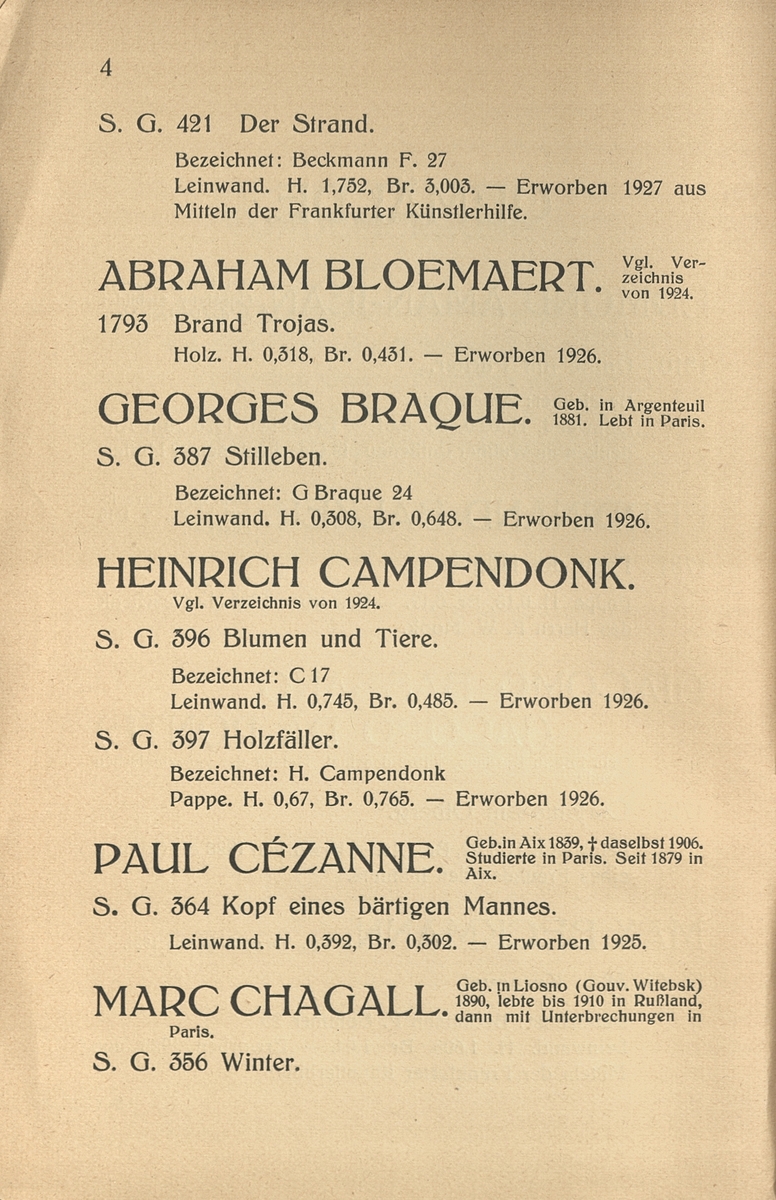 4
S. G. 421 Der Strand.
Bezeichnet: Beckmann F. 27
Leinwand. H. 1,752, Br. 3,003. — Erworben 1927 aus
Mitteln der Frankfurter Künstlerhilfe.
ABRAHAM BLOEMAERT. Vgl. Ver-
zeichnis
von 1924.
1793 Brand Trojas.
Holz. H. 0,318, Br. 0,431. — Erworben 1926.
GEORGES BRAQUE. Geb. in Argenteuil
1881. Lebt in Paris.
S. G. 387 Stilleben.
Bezeichnet: G Braque 24
Leinwand. H. 0,308, Br. 0,648. — Erworben 1926.
HEINRICH CAMPENDONK.
Vgl. Verzeichnis von 1924.
S. G. 396 Blumen und Tiere.
Bezeichnet: C 17
Leinwand. H. 0,745, Br. 0,485. — Erworben 1926.
S. G. 397 Holzfäller.
Bezeichnet: H. Campendonk
Pappe. H. 0,67, Br. 0,765. — Erworben 1926.
PAUL CÉZANNE. Geb. in Aix 1839, † daselbst 1906.
Studierte in Paris. Seit 1879 in
Aix.
S. G. 364 Kopf eines bärtigen Mannes.
Leinwand. H. 0,392, Br. 0,302. — Erworben 1925.
MARC CHAGALL. Geb. in Liosno (Gouv. Witebsk)
1890, lebte bis 1910 in Rußland,
dann mit Unterbrechungen in
Paris.
S. G. 356 Winter.